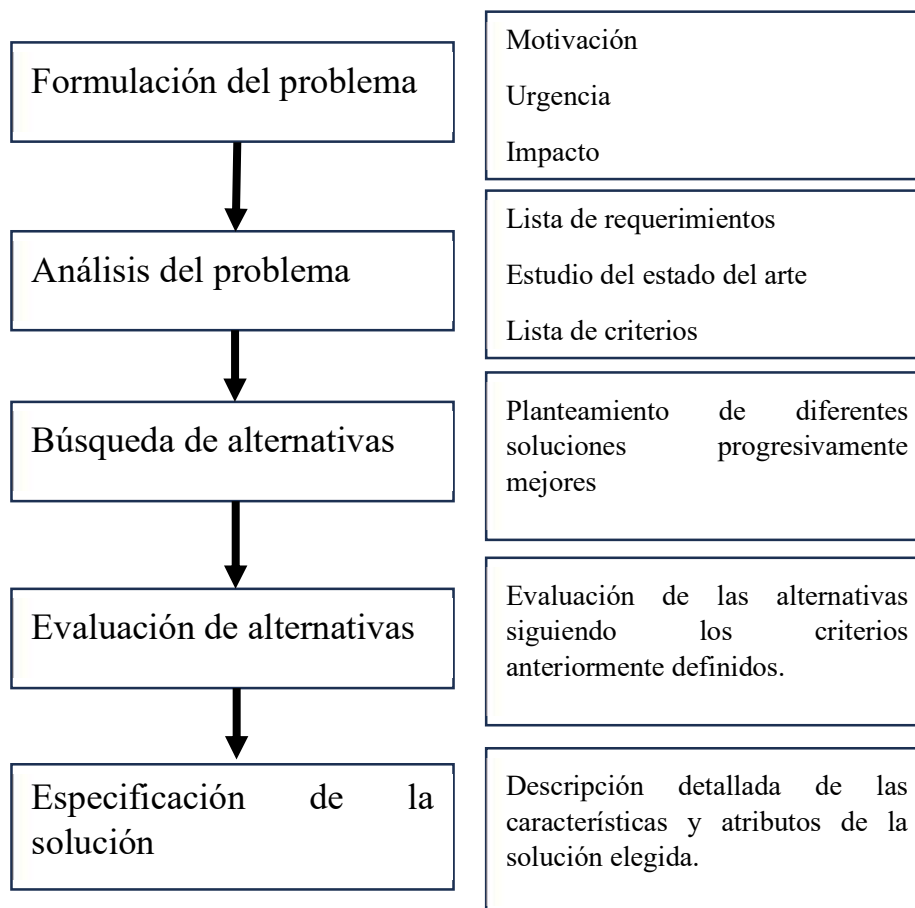 Formulación del problema
Motivación
Urgencia
Impacto
Análisis del problema
Lista de requerimientos
Estudio del estado del arte
Lista de criterios
Búsqueda de alternativas
Planteamiento de diferentes
soluciones progresivamente
mejores
Evaluación de alternativas
Evaluación de las alternativas
siguiendo los criterios
anteriormente definidos.
Especificación de la
solución
Descripción detallada de las
características y atributos de la
solución elegida.